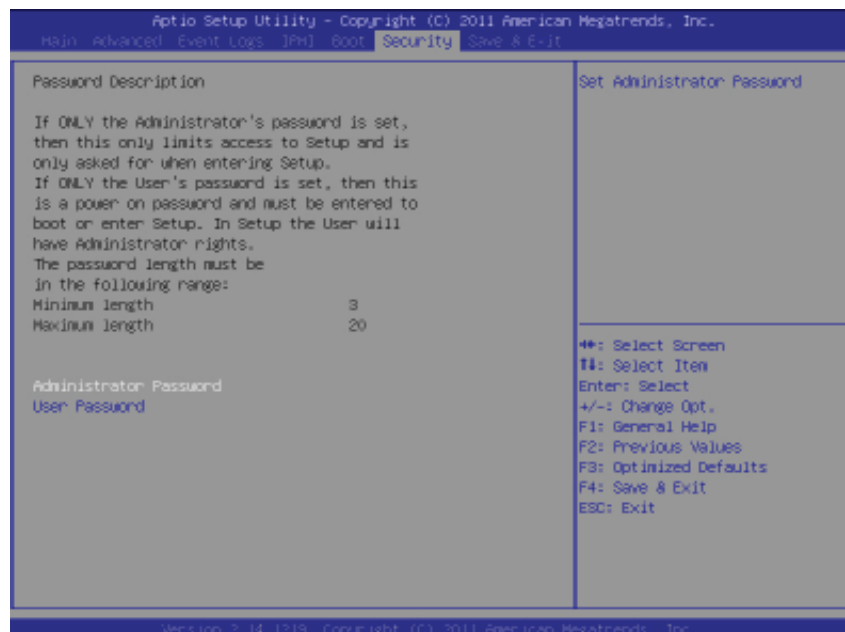 Aptio Setup Utility - Copyright (C) 2011 American Megatrends, Inc.
Main Advanced Event Logs IPMI Boot Security Save & Exit
Password Description
If ONLY the Administrator's password is set,
then this only limits access to Setup and is
only asked for when entering Setup.
If ONLY the User's password is set, then this
is a power on password and must be entered to
boot or enter Setup. In Setup the User will
have Administrator rights.
The password length must be
in the following range:
Minimum length 3
Maximum length 20
Administrator Password
User Password
Set Administrator Password
→←: Select Screen
↑↓: Select Item
Enter: Select
+/-: Change Opt.
F1: General Help
F2: Previous Values
F3: Optimized Defaults
F4: Save & Exit
ESC: Exit
Version 2.14.1219. Copyright (C) 2011 American Megatrends, Inc.